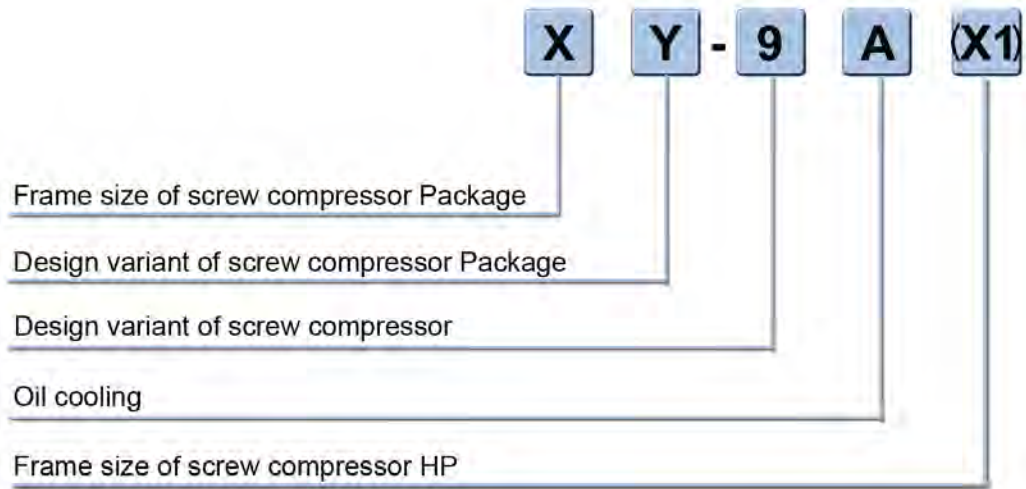 X Y - 9 A (X1)
Frame size of screw compressor Package
Design variant of screw compressor Package
Design variant of screw compressor
Oil cooling
Frame size of screw compressor HP